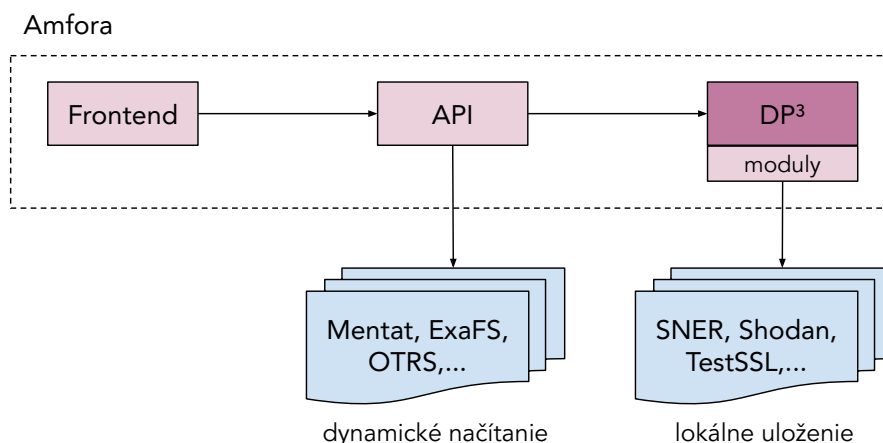 Amfora
Frontend
API
DP³
moduly
Mentat, ExaFS,
OTRS,...
SNER, Shodan,
TestSSL,...
dynamické načítanie
lokálne uloženie